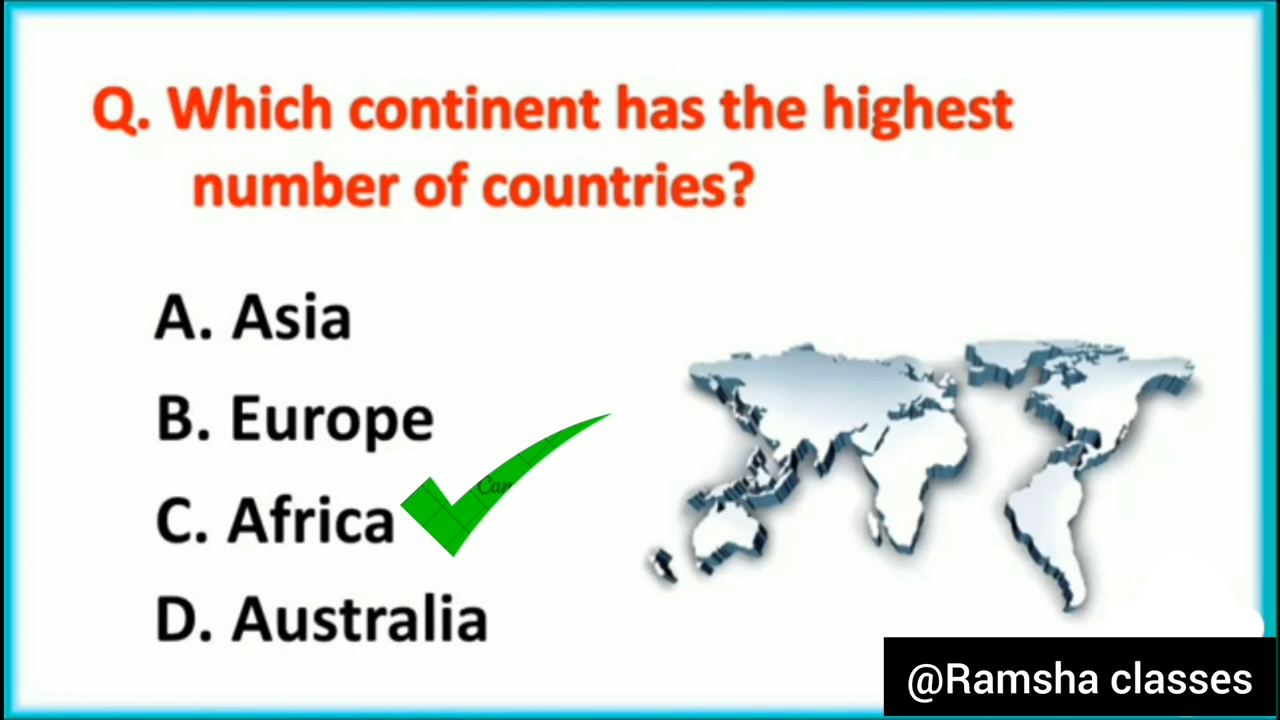 Q. Which continent has the highest
number of countries?
A. Asia
B. Europe
C. Africa
D. Australia
@Ramsha classes